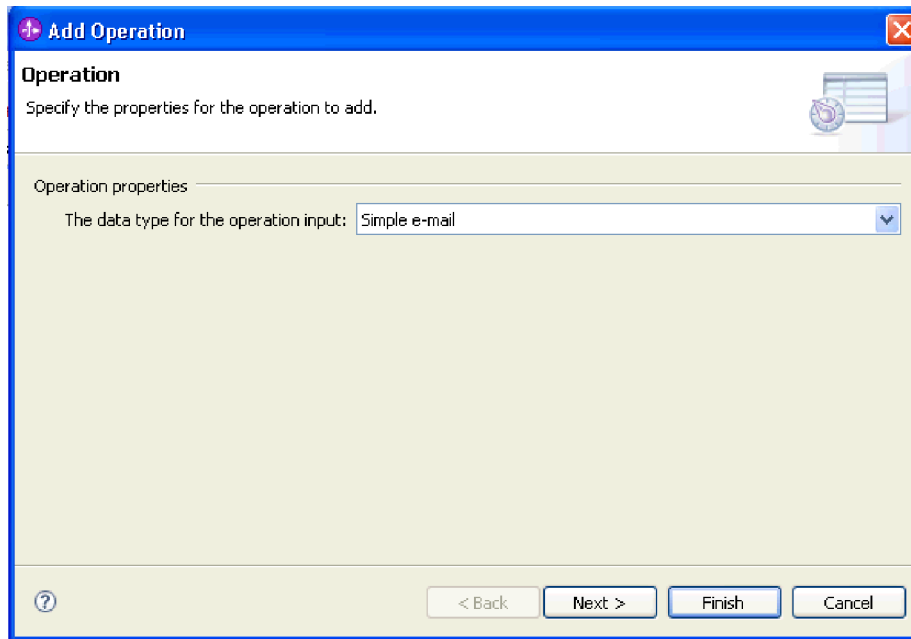 Add Operation
Operation
Specify the properties for the operation to add.
Operation properties
The data type for the operation input: Simple e-mail
? < Back Next > Finish Cancel